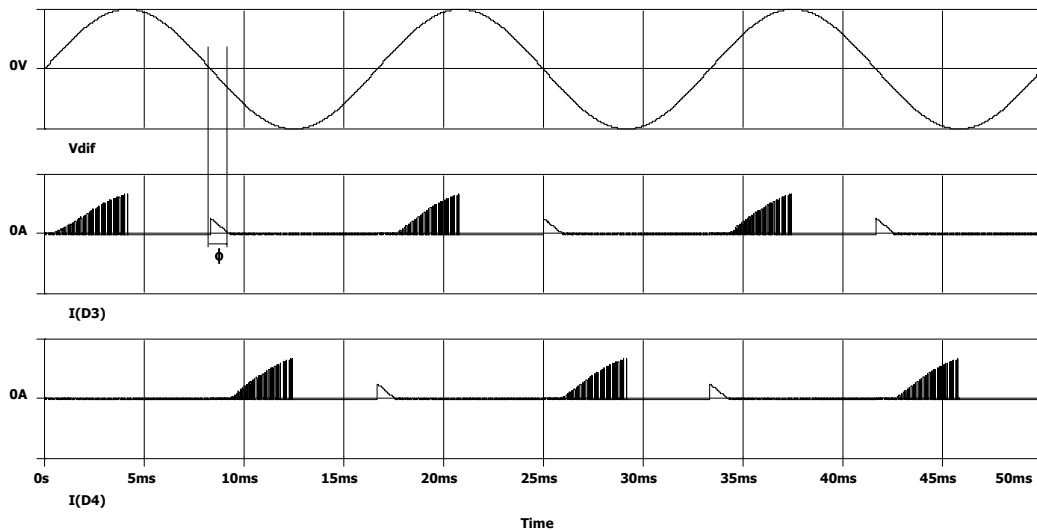 0V
Vdif
0A
ϕ
I(D3)
0A
0s 5ms 10ms 15ms 20ms 25ms 30ms 35ms 40ms 45ms 50ms
I(D4)
Time